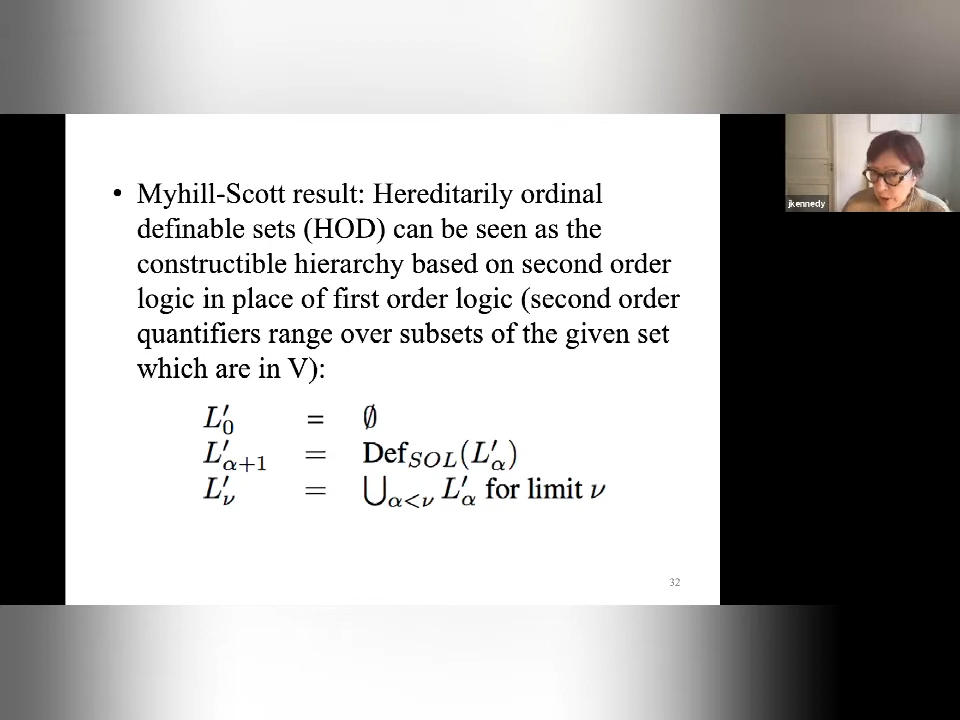 • Myhill-Scott result: Hereditarily ordinal
definable sets (HOD) can be seen as the
constructible hierarchy based on second order
logic in place of first order logic (second order
quantifiers range over subsets of the given set
which are in V):
L′₀ = ∅
L′_{α+1} = Def_{SOL}(L′_α)
L′_ν = ⋃_{α<ν} L′_α for limit ν
32
jkennedy